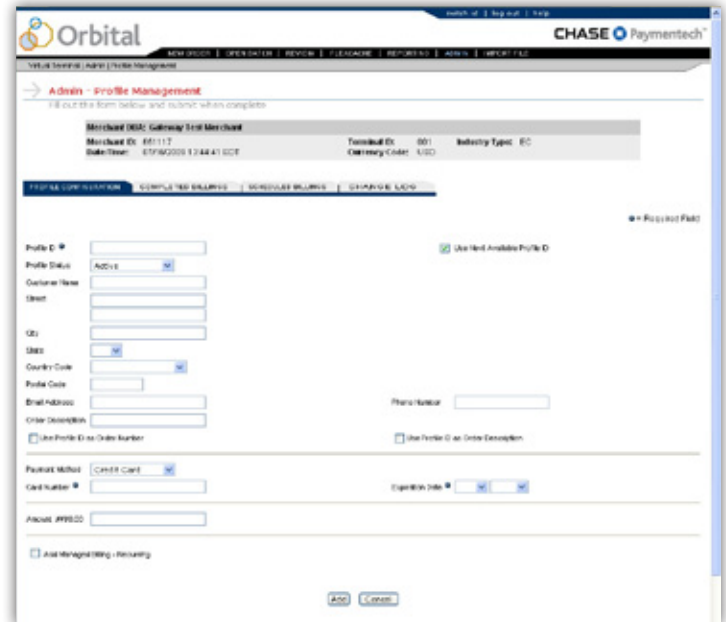 switch id | log out | help
Orbital
CHASE Paymentech
NEW ORDER | OPEN BATCH | REVIEW | FLEXCACHE | REPORTING | ADMIN | IMPORT FILE
Virtual Terminal | Admin | Profile Management
Admin - Profile Management
Fill out the form below and submit when complete
Merchant DBA: Gateway Test Merchant
Merchant ID: Terminal ID: 001 Industry Type: EC
Date/Time: Currency Code: USD
PROFILE CONFIGURATION COMPLETED BILLINGS | SCHEDULED BILLINGS | CHANGE LOG
= Required Field
Profile ID Use Next Available Profile ID
Profile Status Active
Customer Name
Street
City
State
Country Code
Postal Code
Email Address Phone Number
Order Description
Use Profile ID as Order Number Use Profile ID as Order Description
Payment Method Credit Card
Card Number Expiration Date
Amount
Add Managed Billing - Recurring
Add Cancel